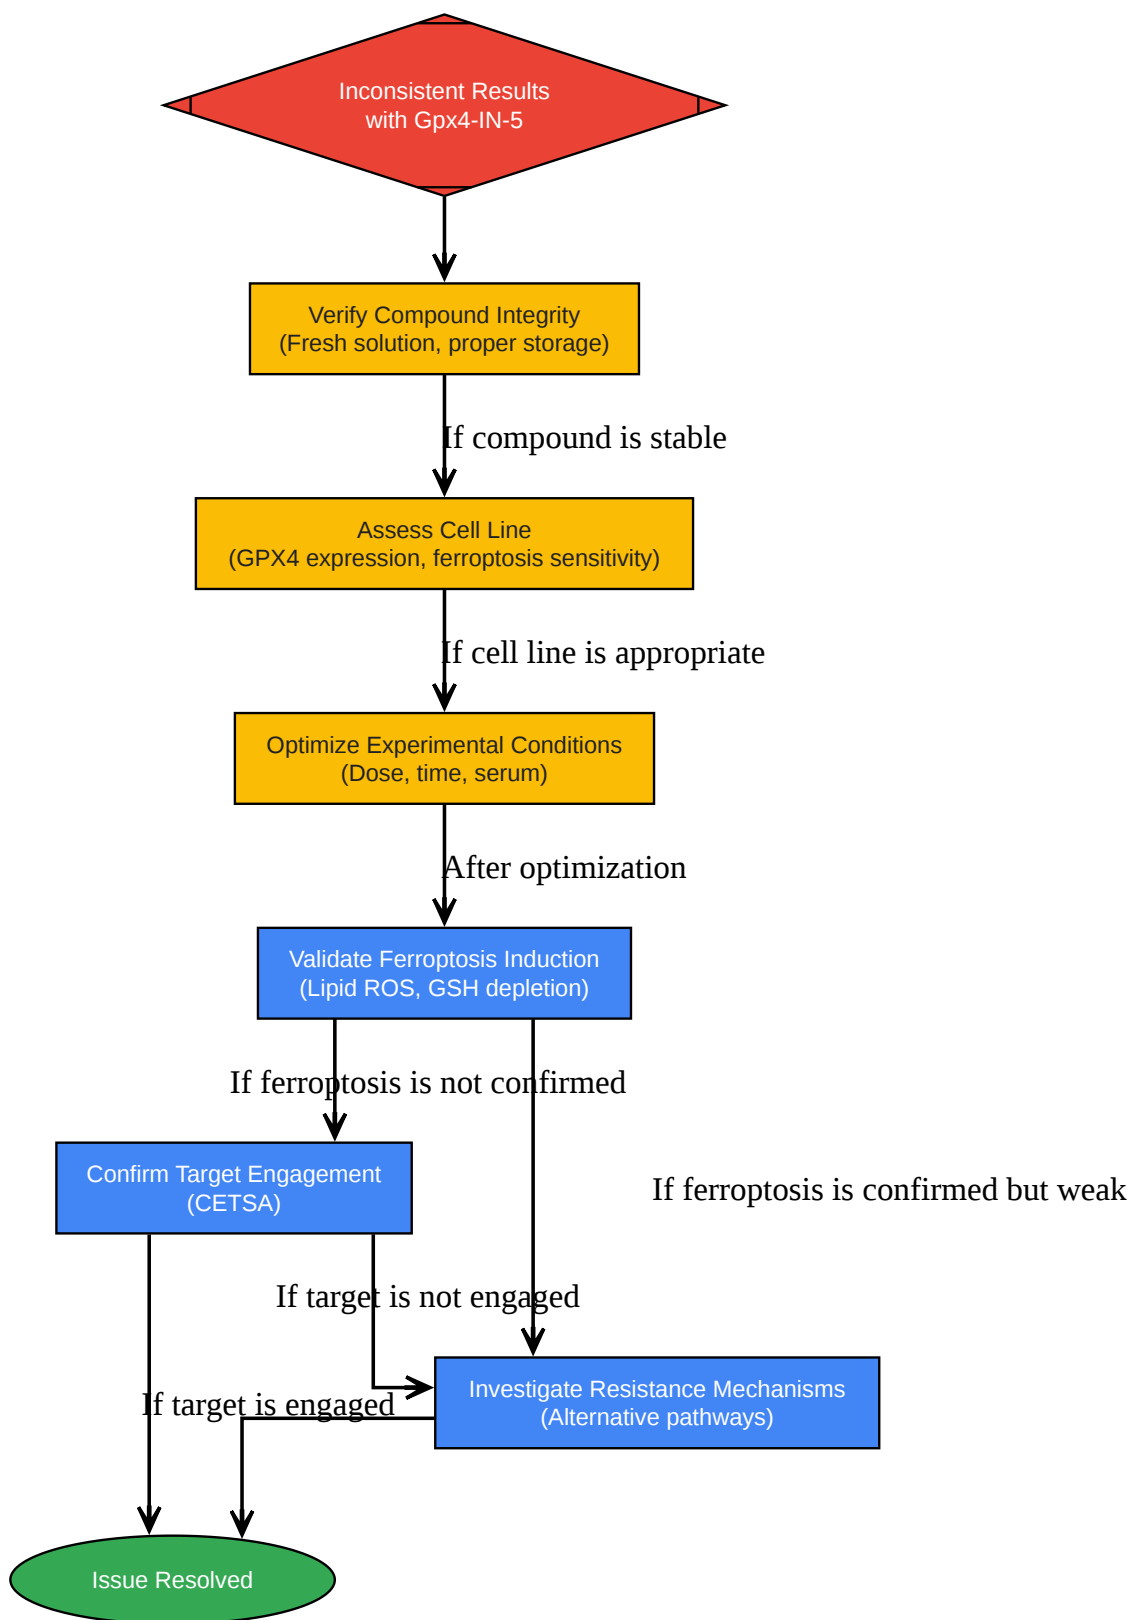 Inconsistent Results
with Gpx4-IN-5
Verify Compound Integrity
(Fresh solution, proper storage)
If compound is stable
Assess Cell Line
(GPX4 expression, ferroptosis sensitivity)
If cell line is appropriate
Optimize Experimental Conditions
(Dose, time, serum)
After optimization
Validate Ferroptosis Induction
(Lipid ROS, GSH depletion)
If ferroptosis is not confirmed
Confirm Target Engagement
(CETSA)
If ferroptosis is confirmed but weak
If target is not engaged
Investigate Resistance Mechanisms
(Alternative pathways)
If target is engaged
Issue Resolved